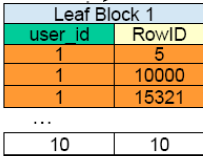 Leaf Block 1
user_id RowID
1 5
1 10000
1 15321
...
10 10